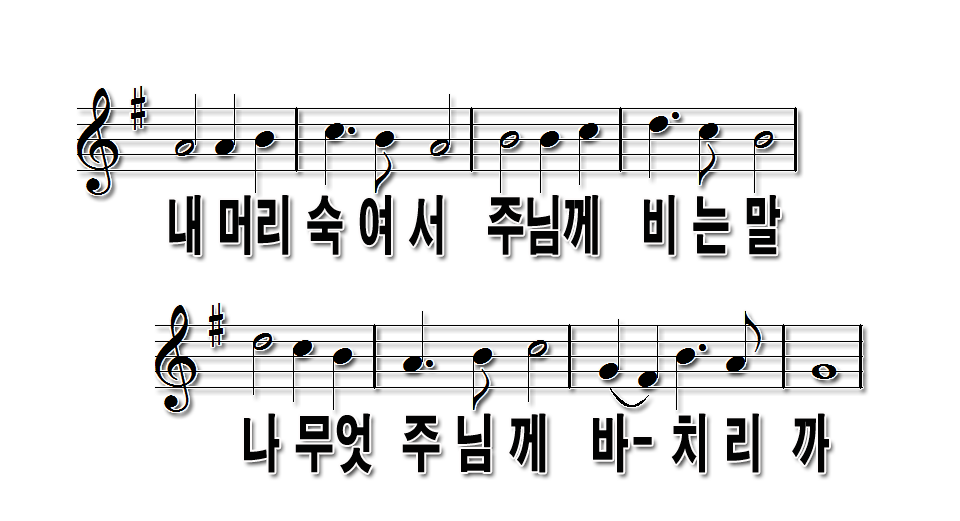 내 머리 숙 여 서 주님께 비 는 말
나 무엇 주 님 께 바- 치 리 까